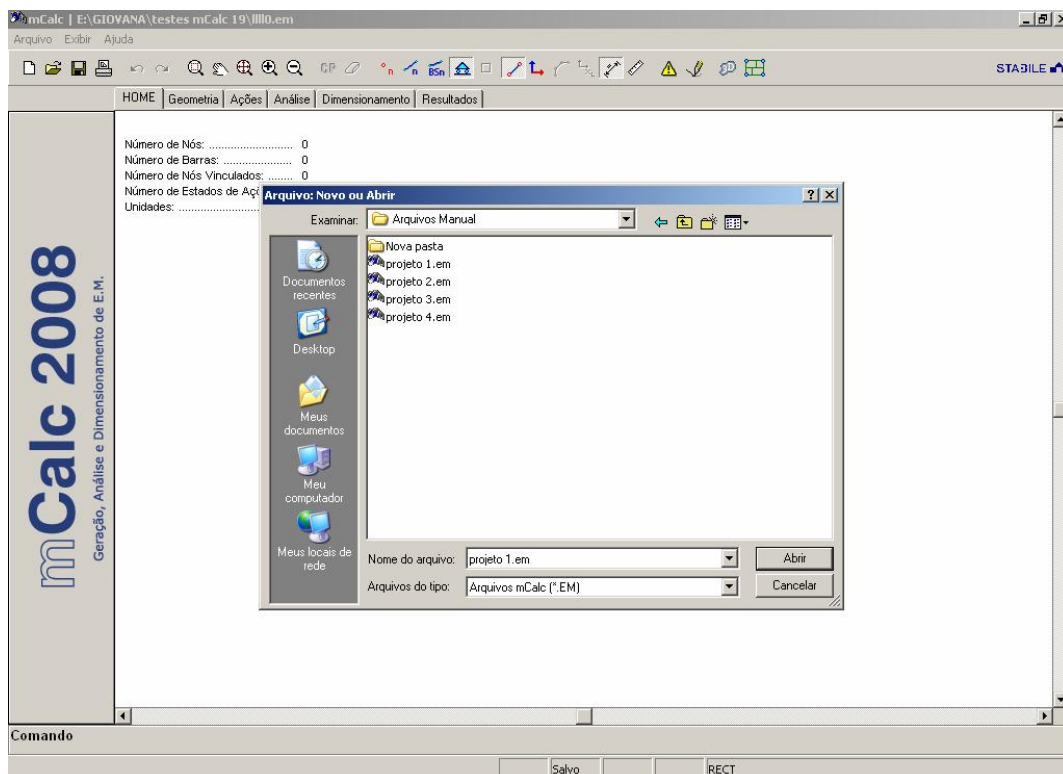 mCalc | E:\GIOVANA\testes mCalc 19\lllll0.em
Arquivo Exibir Ajuda
GP n n BSn STABILE
HOME Geometria Ações Análise Dimensionamento Resultados
Número de Nós: .......................... 0
Número de Barras: ...................... 0
Número de Nós Vinculados: ........ 0
Número de Estados de Açõ
Unidades: ..........................
mCalc 2008
Geração, Análise e Dimensionamento de E.M.
Arquivo: Novo ou Abrir
Examinar: Arquivos Manual
Documentos recentes
Desktop
Meus documentos
Meu computador
Meus locais de rede
Nova pasta
projeto 1.em
projeto 2.em
projeto 3.em
projeto 4.em
Nome do arquivo: projeto 1.em Abrir
Arquivos do tipo: Arquivos mCalc (*.EM) Cancelar
Comando
Salvo RECT